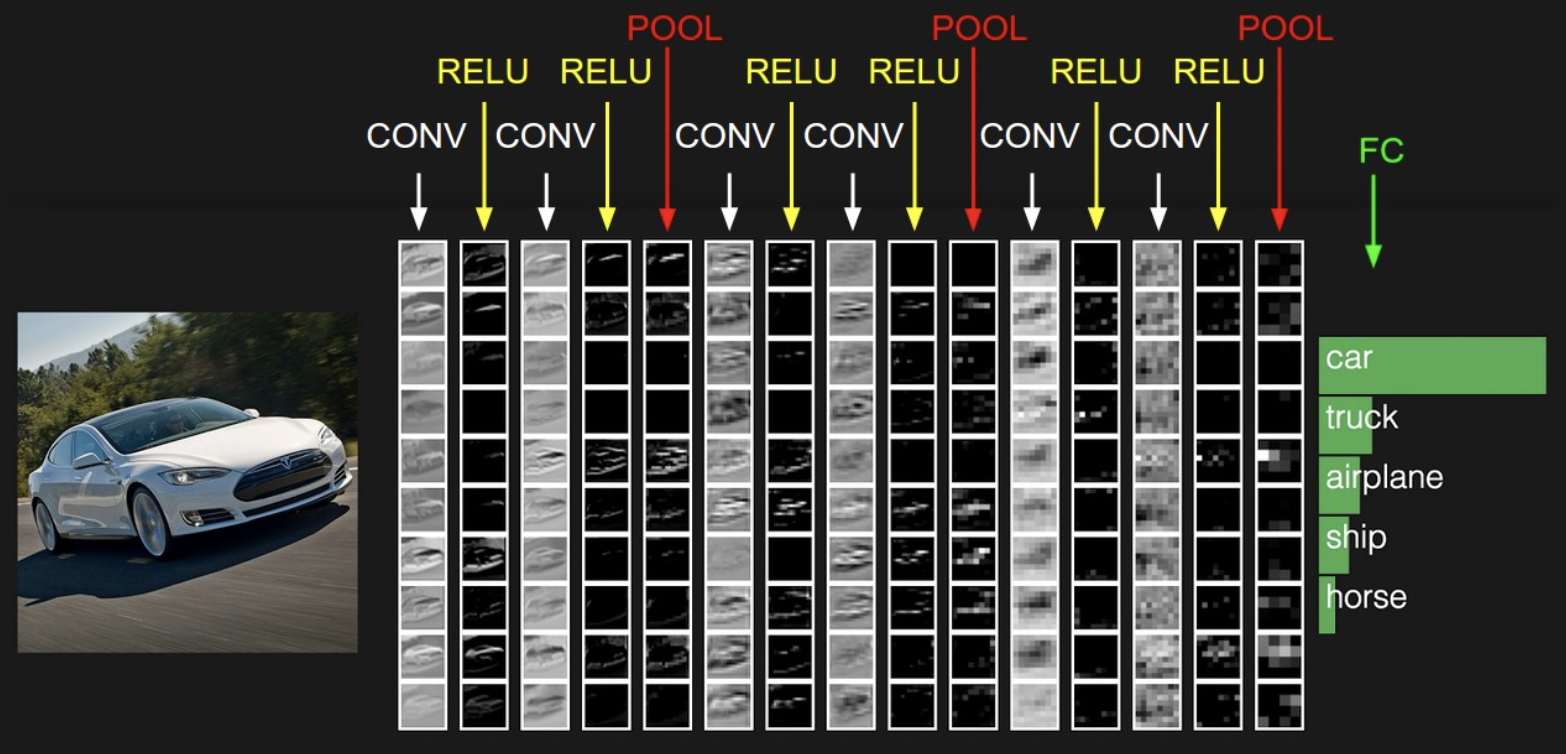 POOL POOL POOL
RELU RELU RELU RELU RELU RELU
CONV CONV CONV CONV CONV CONV
FC
car
truck
airplane
ship
horse